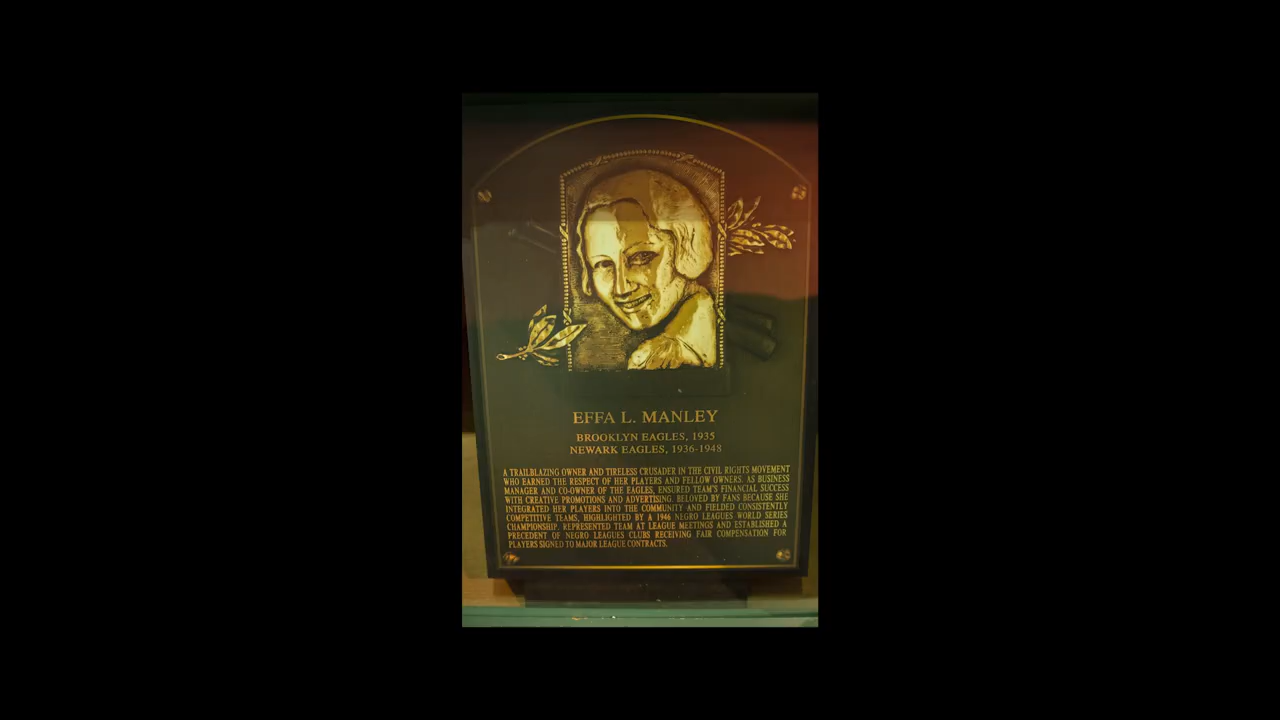 EFFA L. MANLEY
BROOKLYN EAGLES, 1935
NEWARK EAGLES, 1936-1948
A TRAILBLAZING OWNER AND TIRELESS CRUSADER IN THE CIVIL RIGHTS MOVEMENT
WHO EARNED THE RESPECT OF HER PLAYERS AND FELLOW OWNERS. AS BUSINESS
MANAGER AND CO-OWNER OF THE EAGLES, ENSURED TEAM'S FINANCIAL SUCCESS
WITH CREATIVE PROMOTIONS AND ADVERTISING. BELOVED BY FANS BECAUSE SHE
INTEGRATED HER PLAYERS INTO THE COMMUNITY AND FIELDED CONSISTENTLY
COMPETITIVE TEAMS, HIGHLIGHTED BY A 1946 NEGRO LEAGUES WORLD SERIES
CHAMPIONSHIP. REPRESENTED TEAM AT LEAGUE MEETINGS AND ESTABLISHED A
PRECEDENT OF NEGRO LEAGUES CLUBS RECEIVING FAIR COMPENSATION FOR
PLAYERS SIGNED TO MAJOR LEAGUE CONTRACTS.